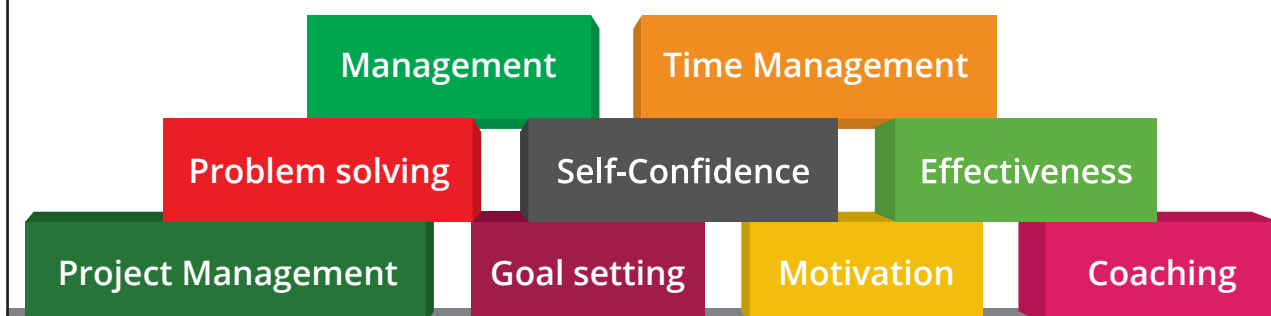 Management
Time Management
Problem solving
Self-Confidence
Effectiveness
Project Management
Goal setting
Motivation
Coaching